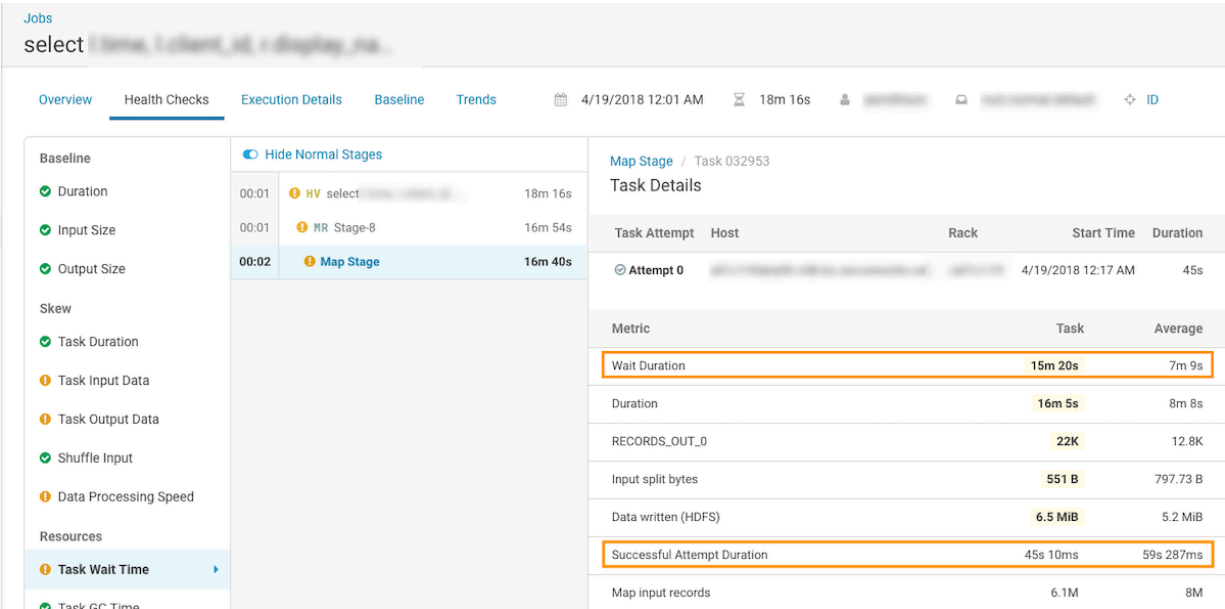 Jobs
select
Overview Health Checks Execution Details Baseline Trends 4/19/2018 12:01 AM 18m 16s ID
Baseline
Duration
Input Size
Output Size
Skew
Task Duration
Task Input Data
Task Output Data
Shuffle Input
Data Processing Speed
Resources
Task Wait Time
Task GC Time
Hide Normal Stages
00:01 HV select 18m 16s
00:01 MR Stage-8 16m 54s
00:02 Map Stage 16m 40s
Map Stage / Task 032953
Task Details
Task Attempt Host Rack Start Time Duration
Attempt 0 4/19/2018 12:17 AM 45s
Metric Task Average
Wait Duration 15m 20s 7m 9s
Duration 16m 5s 8m 8s
RECORDS_OUT_0 22K 12.8K
Input split bytes 551 B 797.73 B
Data written (HDFS) 6.5 MiB 5.2 MiB
Successful Attempt Duration 45s 10ms 59s 287ms
Map input records 6.1M 8M